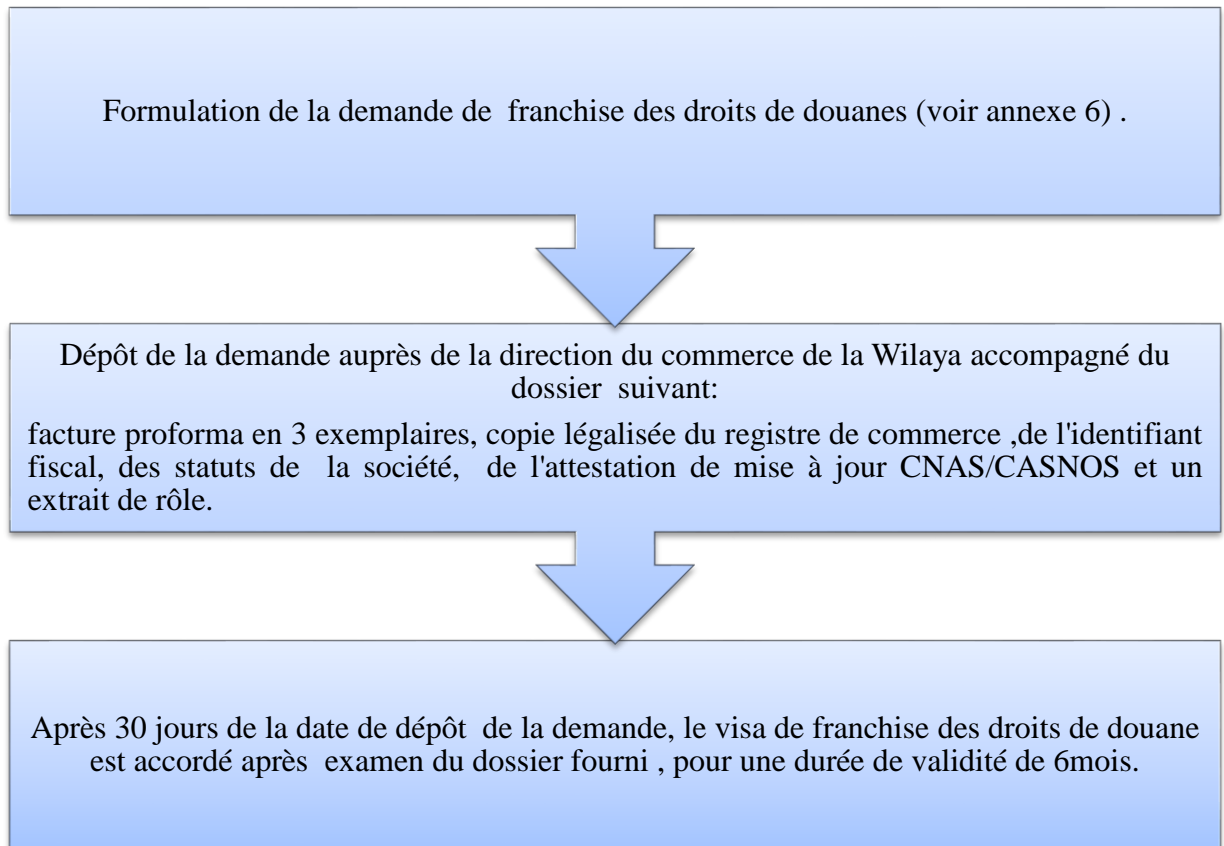 Formulation de la demande de  franchise des droits de douanes (voir annexe 6) .
Dépôt de la demande auprès de la direction du commerce de la Wilaya accompagné du
dossier  suivant:
facture proforma en 3 exemplaires, copie légalisée du registre de commerce ,de l'identifiant
fiscal, des statuts de  la société,  de l'attestation de mise à jour CNAS/CASNOS et un
extrait de rôle.
Après 30 jours de la date de dépôt  de la demande, le visa de franchise des droits de douane
est accordé après  examen du dossier fourni , pour une durée de validité de 6mois.